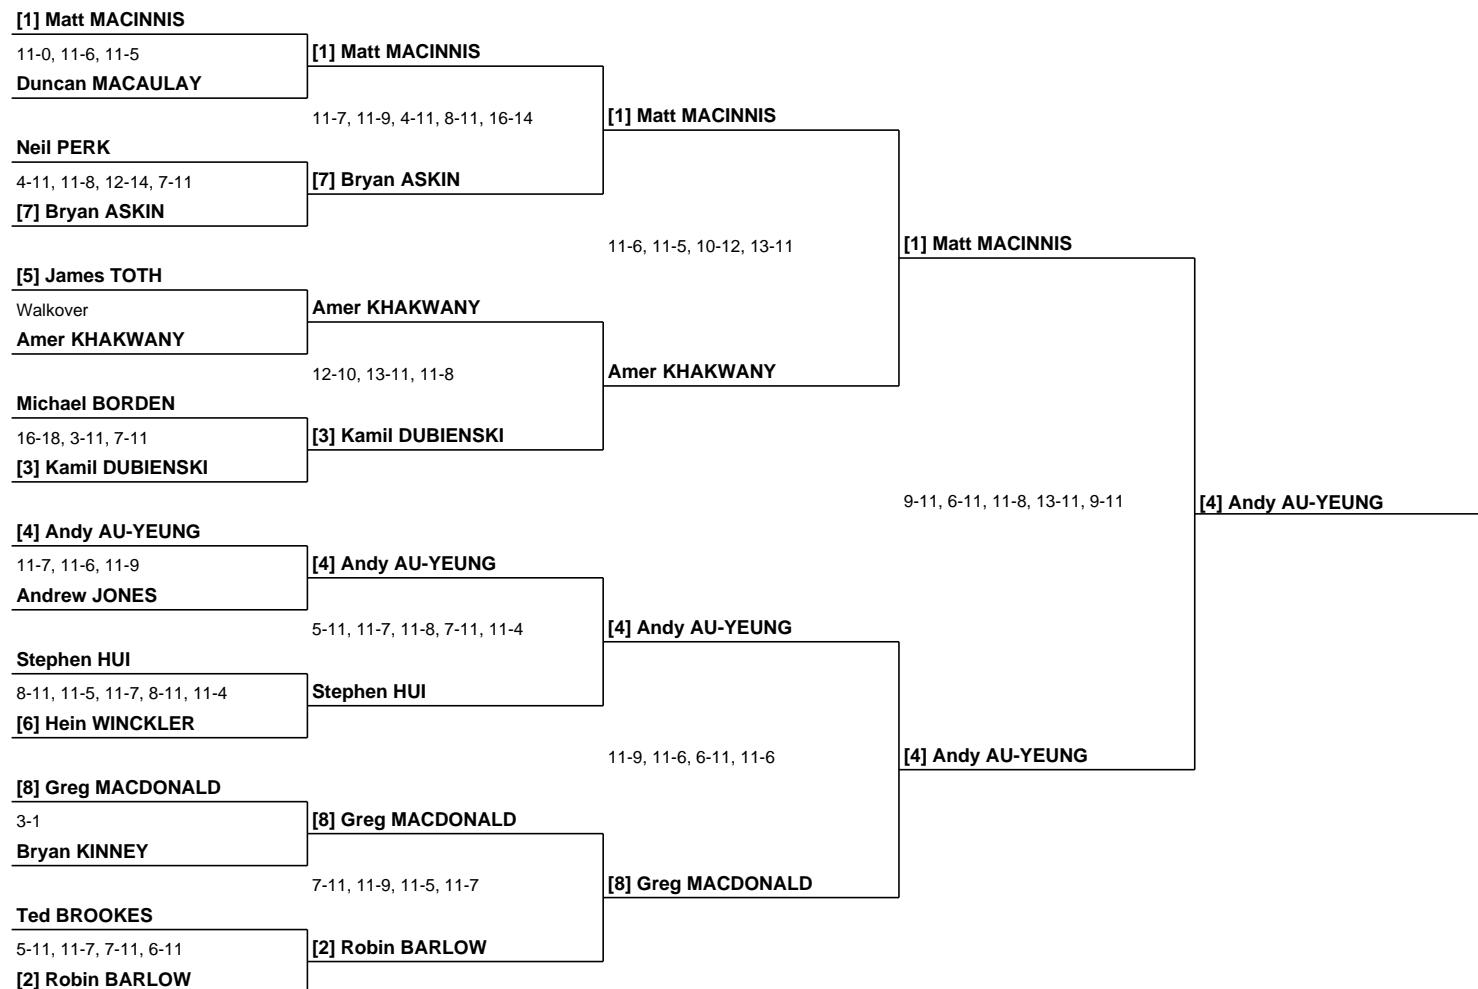 [1] Matt MACINNIS
11-0, 11-6, 11-5
Duncan MACAULAY
Neil PERK
4-11, 11-8, 12-14, 7-11
[7] Bryan ASKIN
[5] James TOTH
Walkover
Amer KHAKWANY
Michael BORDEN
16-18, 3-11, 7-11
[3] Kamil DUBIENSKI
[4] Andy AU-YEUNG
11-7, 11-6, 11-9
Andrew JONES
Stephen HUI
8-11, 11-5, 11-7, 8-11, 11-4
[6] Hein WINCKLER
[8] Greg MACDONALD
3-1
Bryan KINNEY
Ted BROOKES
5-11, 11-7, 7-11, 6-11
[2] Robin BARLOW
[1] Matt MACINNIS
11-7, 11-9, 4-11, 8-11, 16-14
[7] Bryan ASKIN
Amer KHAKWANY
12-10, 13-11, 11-8
[3] Kamil DUBIENSKI
[4] Andy AU-YEUNG
5-11, 11-7, 11-8, 7-11, 11-4
Stephen HUI
[8] Greg MACDONALD
7-11, 11-9, 11-5, 11-7
[2] Robin BARLOW
[1] Matt MACINNIS
11-6, 11-5, 10-12, 13-11
Amer KHAKWANY
[4] Andy AU-YEUNG
11-9, 11-6, 6-11, 11-6
[8] Greg MACDONALD
[1] Matt MACINNIS
9-11, 6-11, 11-8, 13-11, 9-11
[4] Andy AU-YEUNG
[4] Andy AU-YEUNG